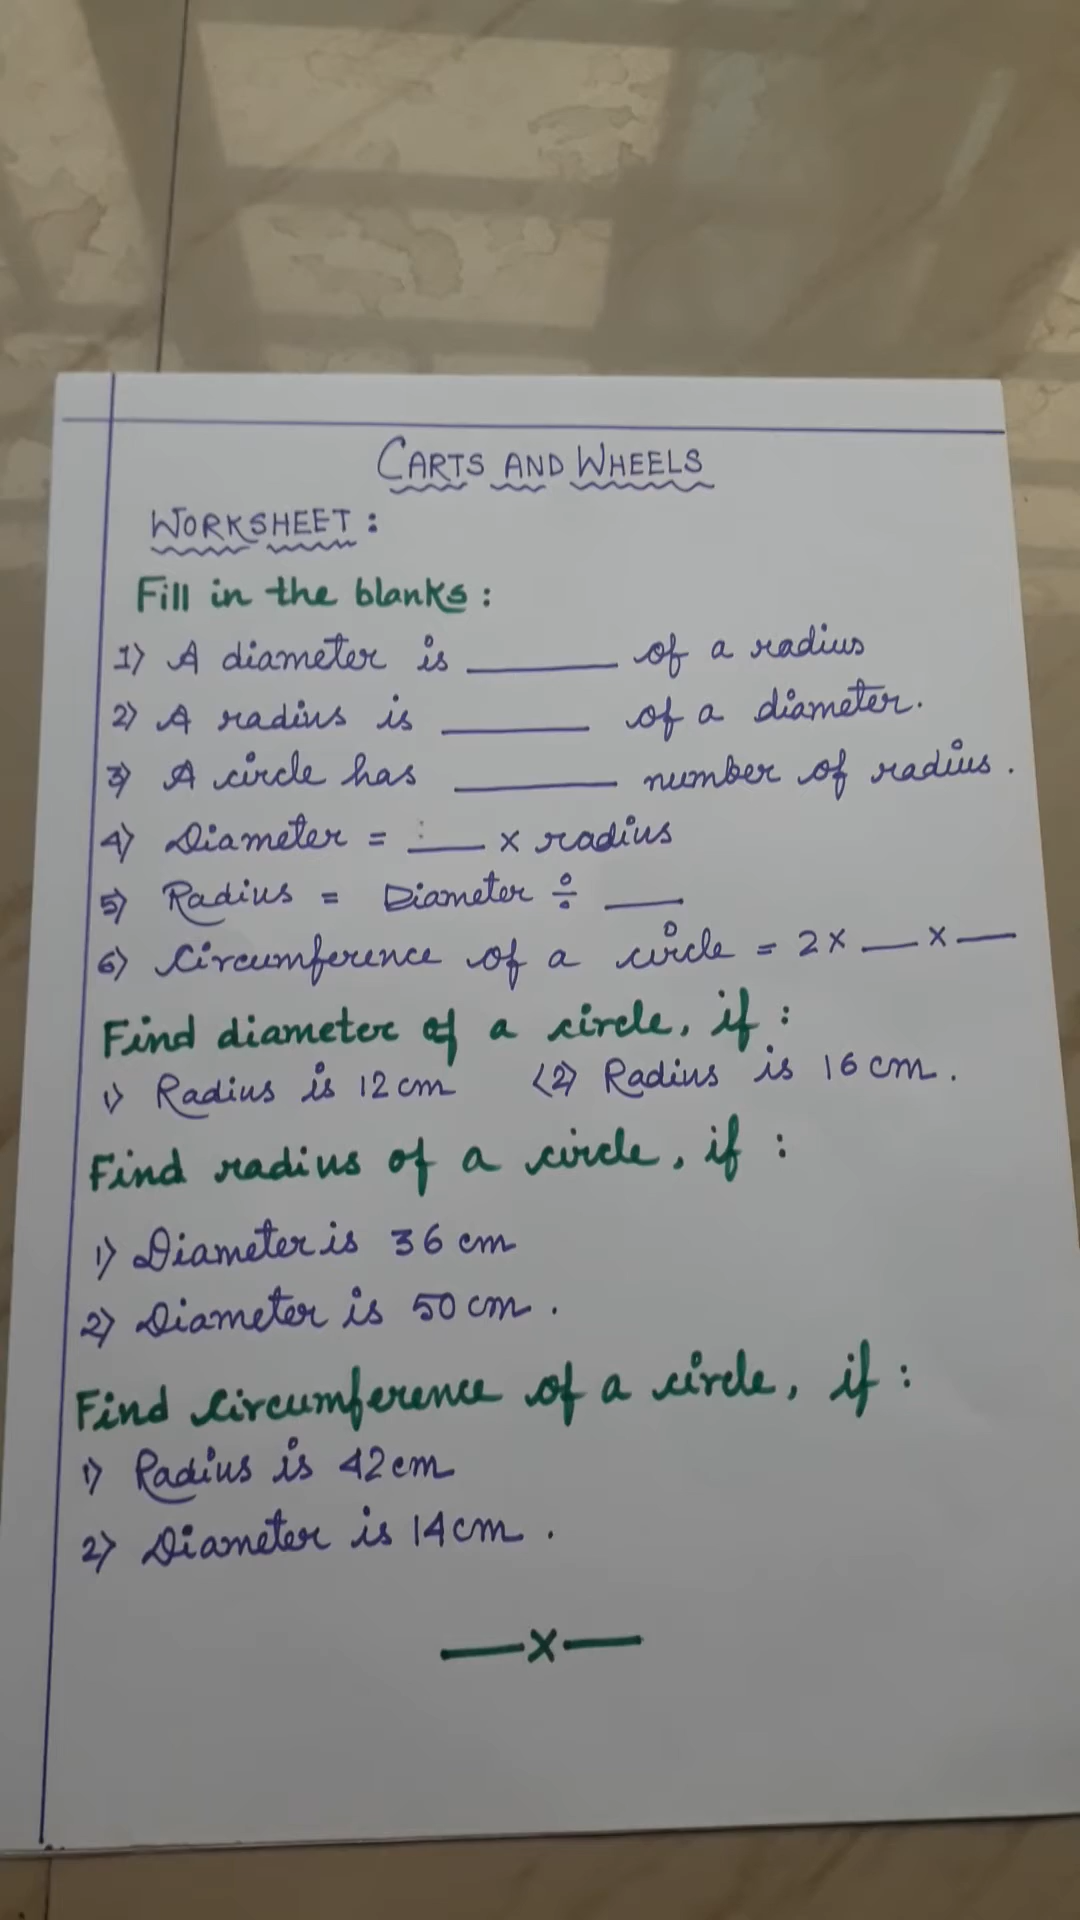 CARTS AND WHEELS
WORKSHEET :
Fill in the blanks :
1) A diameter is ______ of a radius
2) A radius is ______ of a diameter.
3) A circle has ______ number of radius.
4) Diameter = ___ x radius
5) Radius = Diameter ÷ ___
6) Circumference of a circle = 2 x __ x __
Find diameter of a circle, if :
1) Radius is 12 cm (2) Radius is 16 cm.
Find radius of a circle, if :
1) Diameter is 36 cm
2) Diameter is 50 cm.
Find circumference of a circle, if :
1) Radius is 42 cm
2) Diameter is 14 cm.
—x—